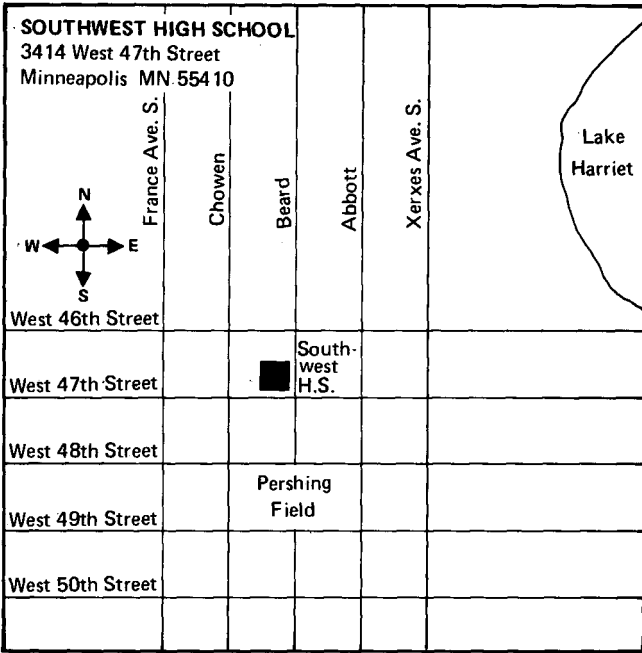 SOUTHWEST HIGH SCHOOL
3414 West 47th Street
Minneapolis MN 55410
France Ave. S.
Chowen
Beard
Abbott
Xerxes Ave. S.
Lake
Harriet
N
W
E
S
West 46th Street
South-
west
H.S.
West 47th Street
West 48th Street
Pershing
Field
West 49th Street
West 50th Street